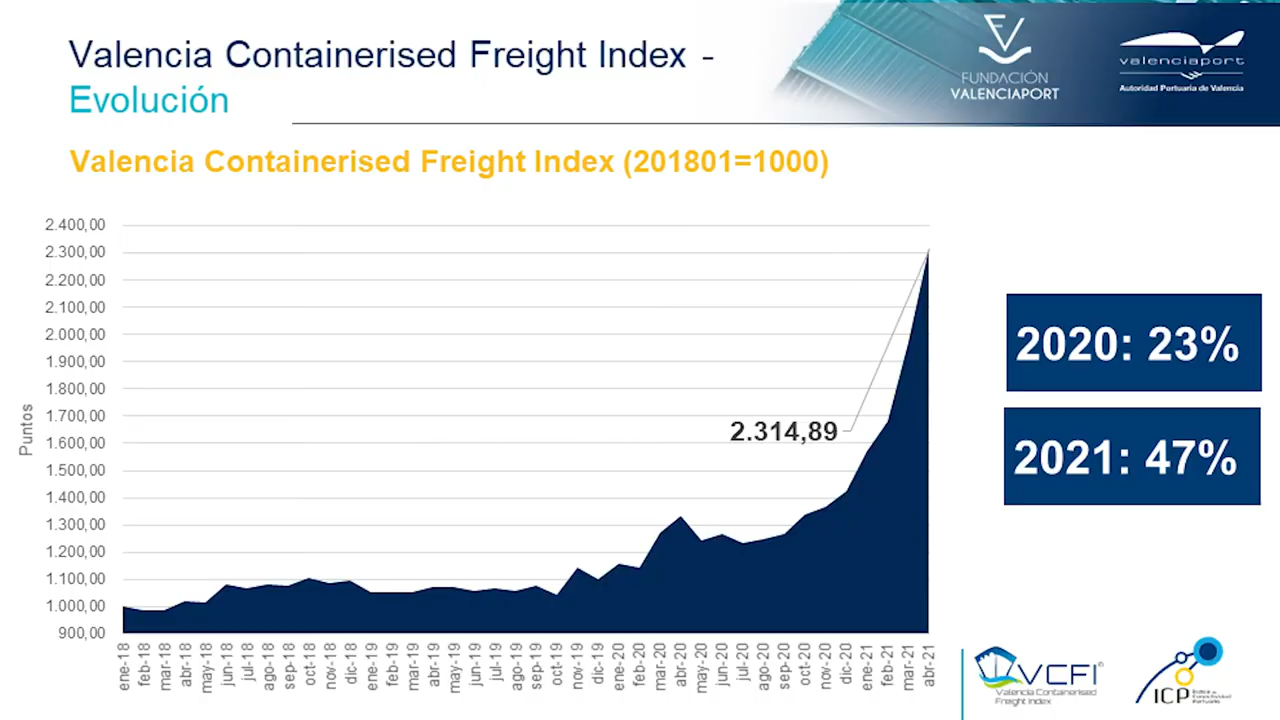 Valencia Containerised Freight Index -
Evolución
FUNDACIÓN
VALENCIAPORT
valenciaport
Autoridad Portuaria de Valencia
Valencia Containerised Freight Index (201801=1000)
Puntos
2.400,00
2.300,00
2.200,00
2.100,00
2.000,00
1.900,00
1.800,00
1.700,00
1.600,00
1.500,00
1.400,00
1.300,00
1.200,00
1.100,00
1.000,00
900,00
2.314,89
ene-18
feb-18
mar-18
abr-18
may-18
jun-18
jul-18
ago-18
sep-18
oct-18
nov-18
dic-18
ene-19
feb-19
mar-19
abr-19
may-19
jun-19
jul-19
ago-19
sep-19
oct-19
nov-19
dic-19
ene-20
feb-20
mar-20
abr-20
may-20
jun-20
jul-20
ago-20
sep-20
oct-20
nov-20
dic-20
ene-21
feb-21
mar-21
abr-21
2020: 23%
2021: 47%
VCFI®
Valencia Containerised
Freight Index
ICP